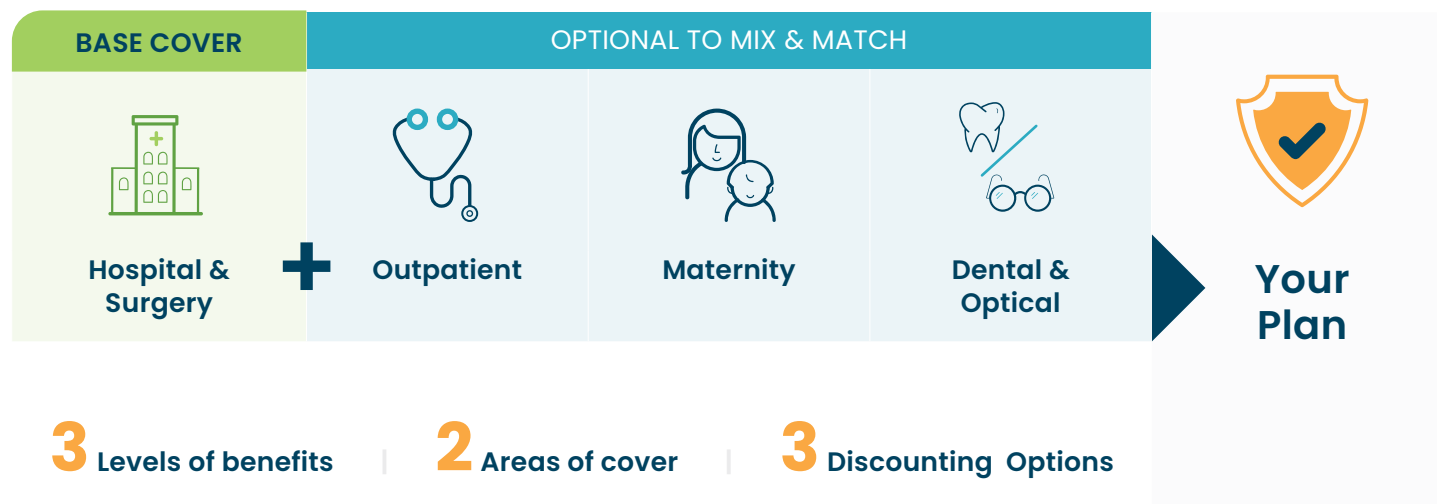 BASE COVER
OPTIONAL TO MIX & MATCH
Hospital &
Surgery
+
Outpatient
Maternity
Dental &
Optical
Your
Plan
3 Levels of benefits
2 Areas of cover
3 Discounting Options